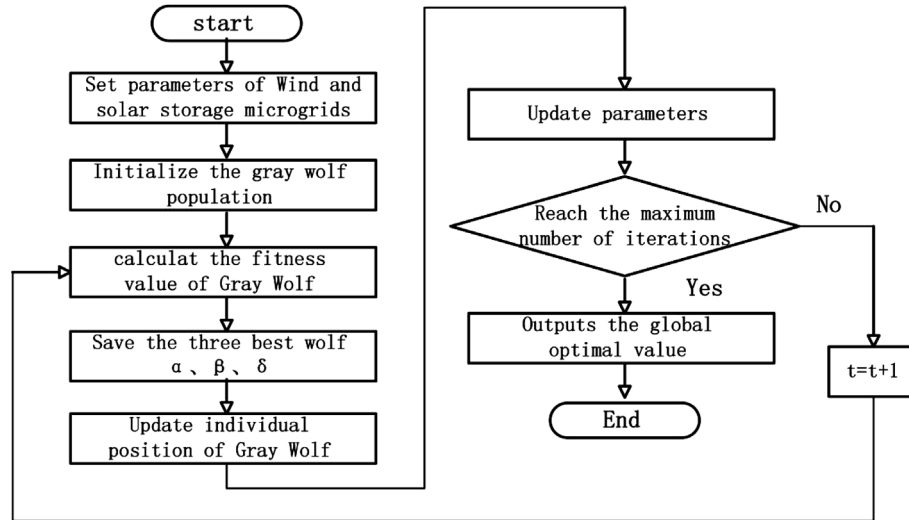 start
Set parameters of Wind and
solar storage microgrids
Initialize the gray wolf
population
calculat the fitness
value of Gray Wolf
Save the three best wolf
α、β、δ
Update individual
position of Gray Wolf
Update parameters
Reach the maximum
number of iterations
No
Yes
Outputs the global
optimal value
t=t+1
End